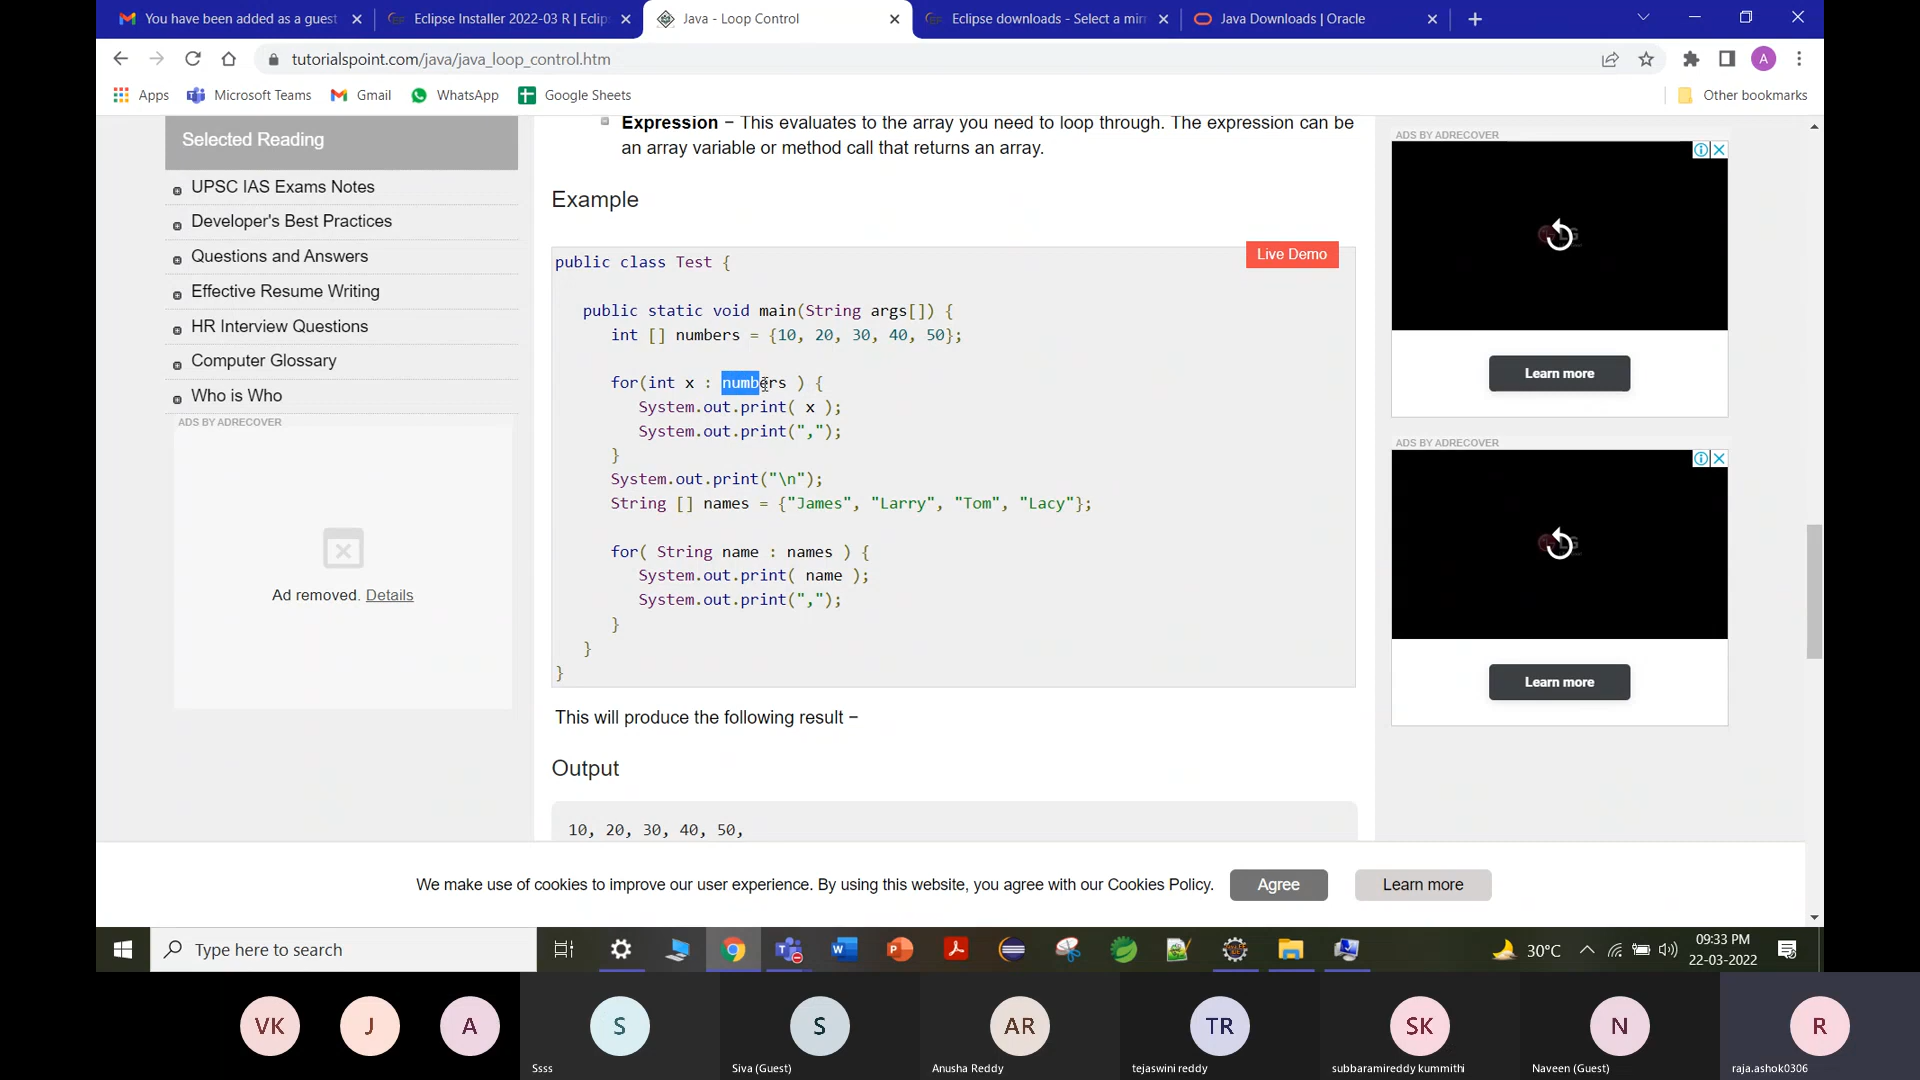 You have been added as a guest
Eclipse Installer 2022-03 R | Eclip
Java - Loop Control
Eclipse downloads - Select a mirr
Java Downloads | Oracle
tutorialspoint.com/java/java_loop_control.htm
A
Apps
Microsoft Teams
Gmail
WhatsApp
Google Sheets
Other bookmarks
Selected Reading
UPSC IAS Exams Notes
Developer's Best Practices
Questions and Answers
Effective Resume Writing
HR Interview Questions
Computer Glossary
Who is Who
ADS BY ADRECOVER
Ad removed. Details
Expression − This evaluates to the array you need to loop through. The expression can be
an array variable or method call that returns an array.
Example
Live Demo
public class Test {
public static void main(String args[]) {
int [] numbers = {10, 20, 30, 40, 50};
for(int x : numbers ) {
System.out.print( x );
System.out.print(",");
}
System.out.print("\n");
String [] names = {"James", "Larry", "Tom", "Lacy"};
for( String name : names ) {
System.out.print( name );
System.out.print(",");
}
}
}
This will produce the following result −
Output
10, 20, 30, 40, 50,
ADS BY ADRECOVER
LG
Learn more
ADS BY ADRECOVER
LG
Learn more
We make use of cookies to improve our user experience. By using this website, you agree with our Cookies Policy.
Agree
Learn more
Type here to search
30°C
09:33 PM
22-03-2022
VK
J
A
S
S
AR
TR
SK
N
R
Ssss
Siva (Guest)
Anusha Reddy
tejaswini reddy
subbaramireddy kummithi
Naveen (Guest)
raja.ashok0306